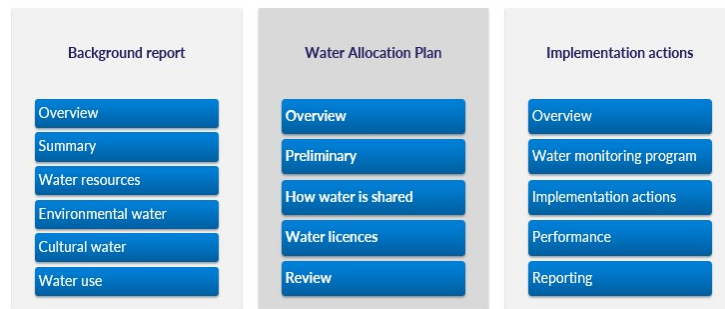 Background report
Overview
Summary
Water resources
Environmental water
Cultural water
Water use
Water Allocation Plan
Overview
Preliminary
How water is shared
Water licences
Review
Implementation actions
Overview
Water monitoring program
Implementation actions
Performance
Reporting